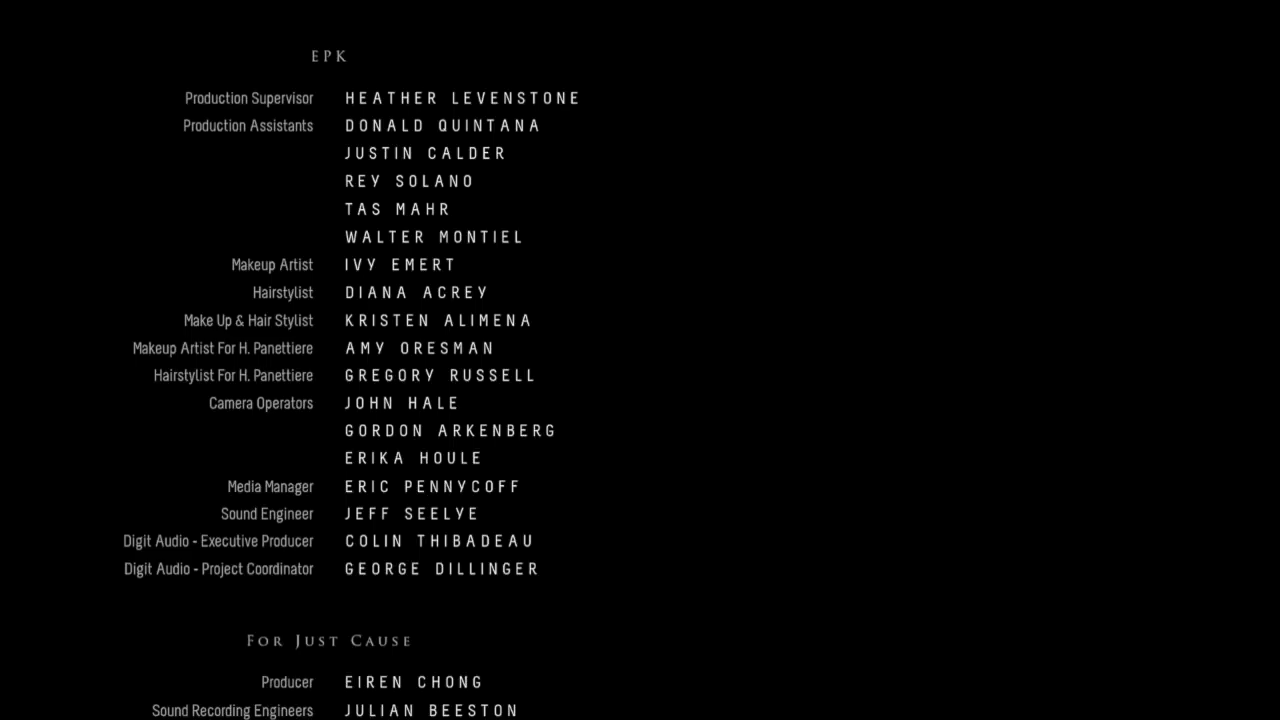 EPK
Production Supervisor HEATHER LEVENSTONE
Production Assistants DONALD QUINTANA
JUSTIN CALDER
REY SOLANO
TAS MAHR
WALTER MONTIEL
Makeup Artist IVY EMERT
Hairstylist DIANA ACREY
Make Up & Hair Stylist KRISTEN ALIMENA
Makeup Artist For H. Panettiere AMY ORESMAN
Hairstylist For H. Panettiere GREGORY RUSSELL
Camera Operators JOHN HALE
GORDON ARKENBERG
ERIKA HOULE
Media Manager ERIC PENNYCOFF
Sound Engineer JEFF SEELYE
Digit Audio - Executive Producer COLIN THIBADEAU
Digit Audio - Project Coordinator GEORGE DILLINGER
For Just Cause
Producer EIREN CHONG
Sound Recording Engineers JULIAN BEESTON